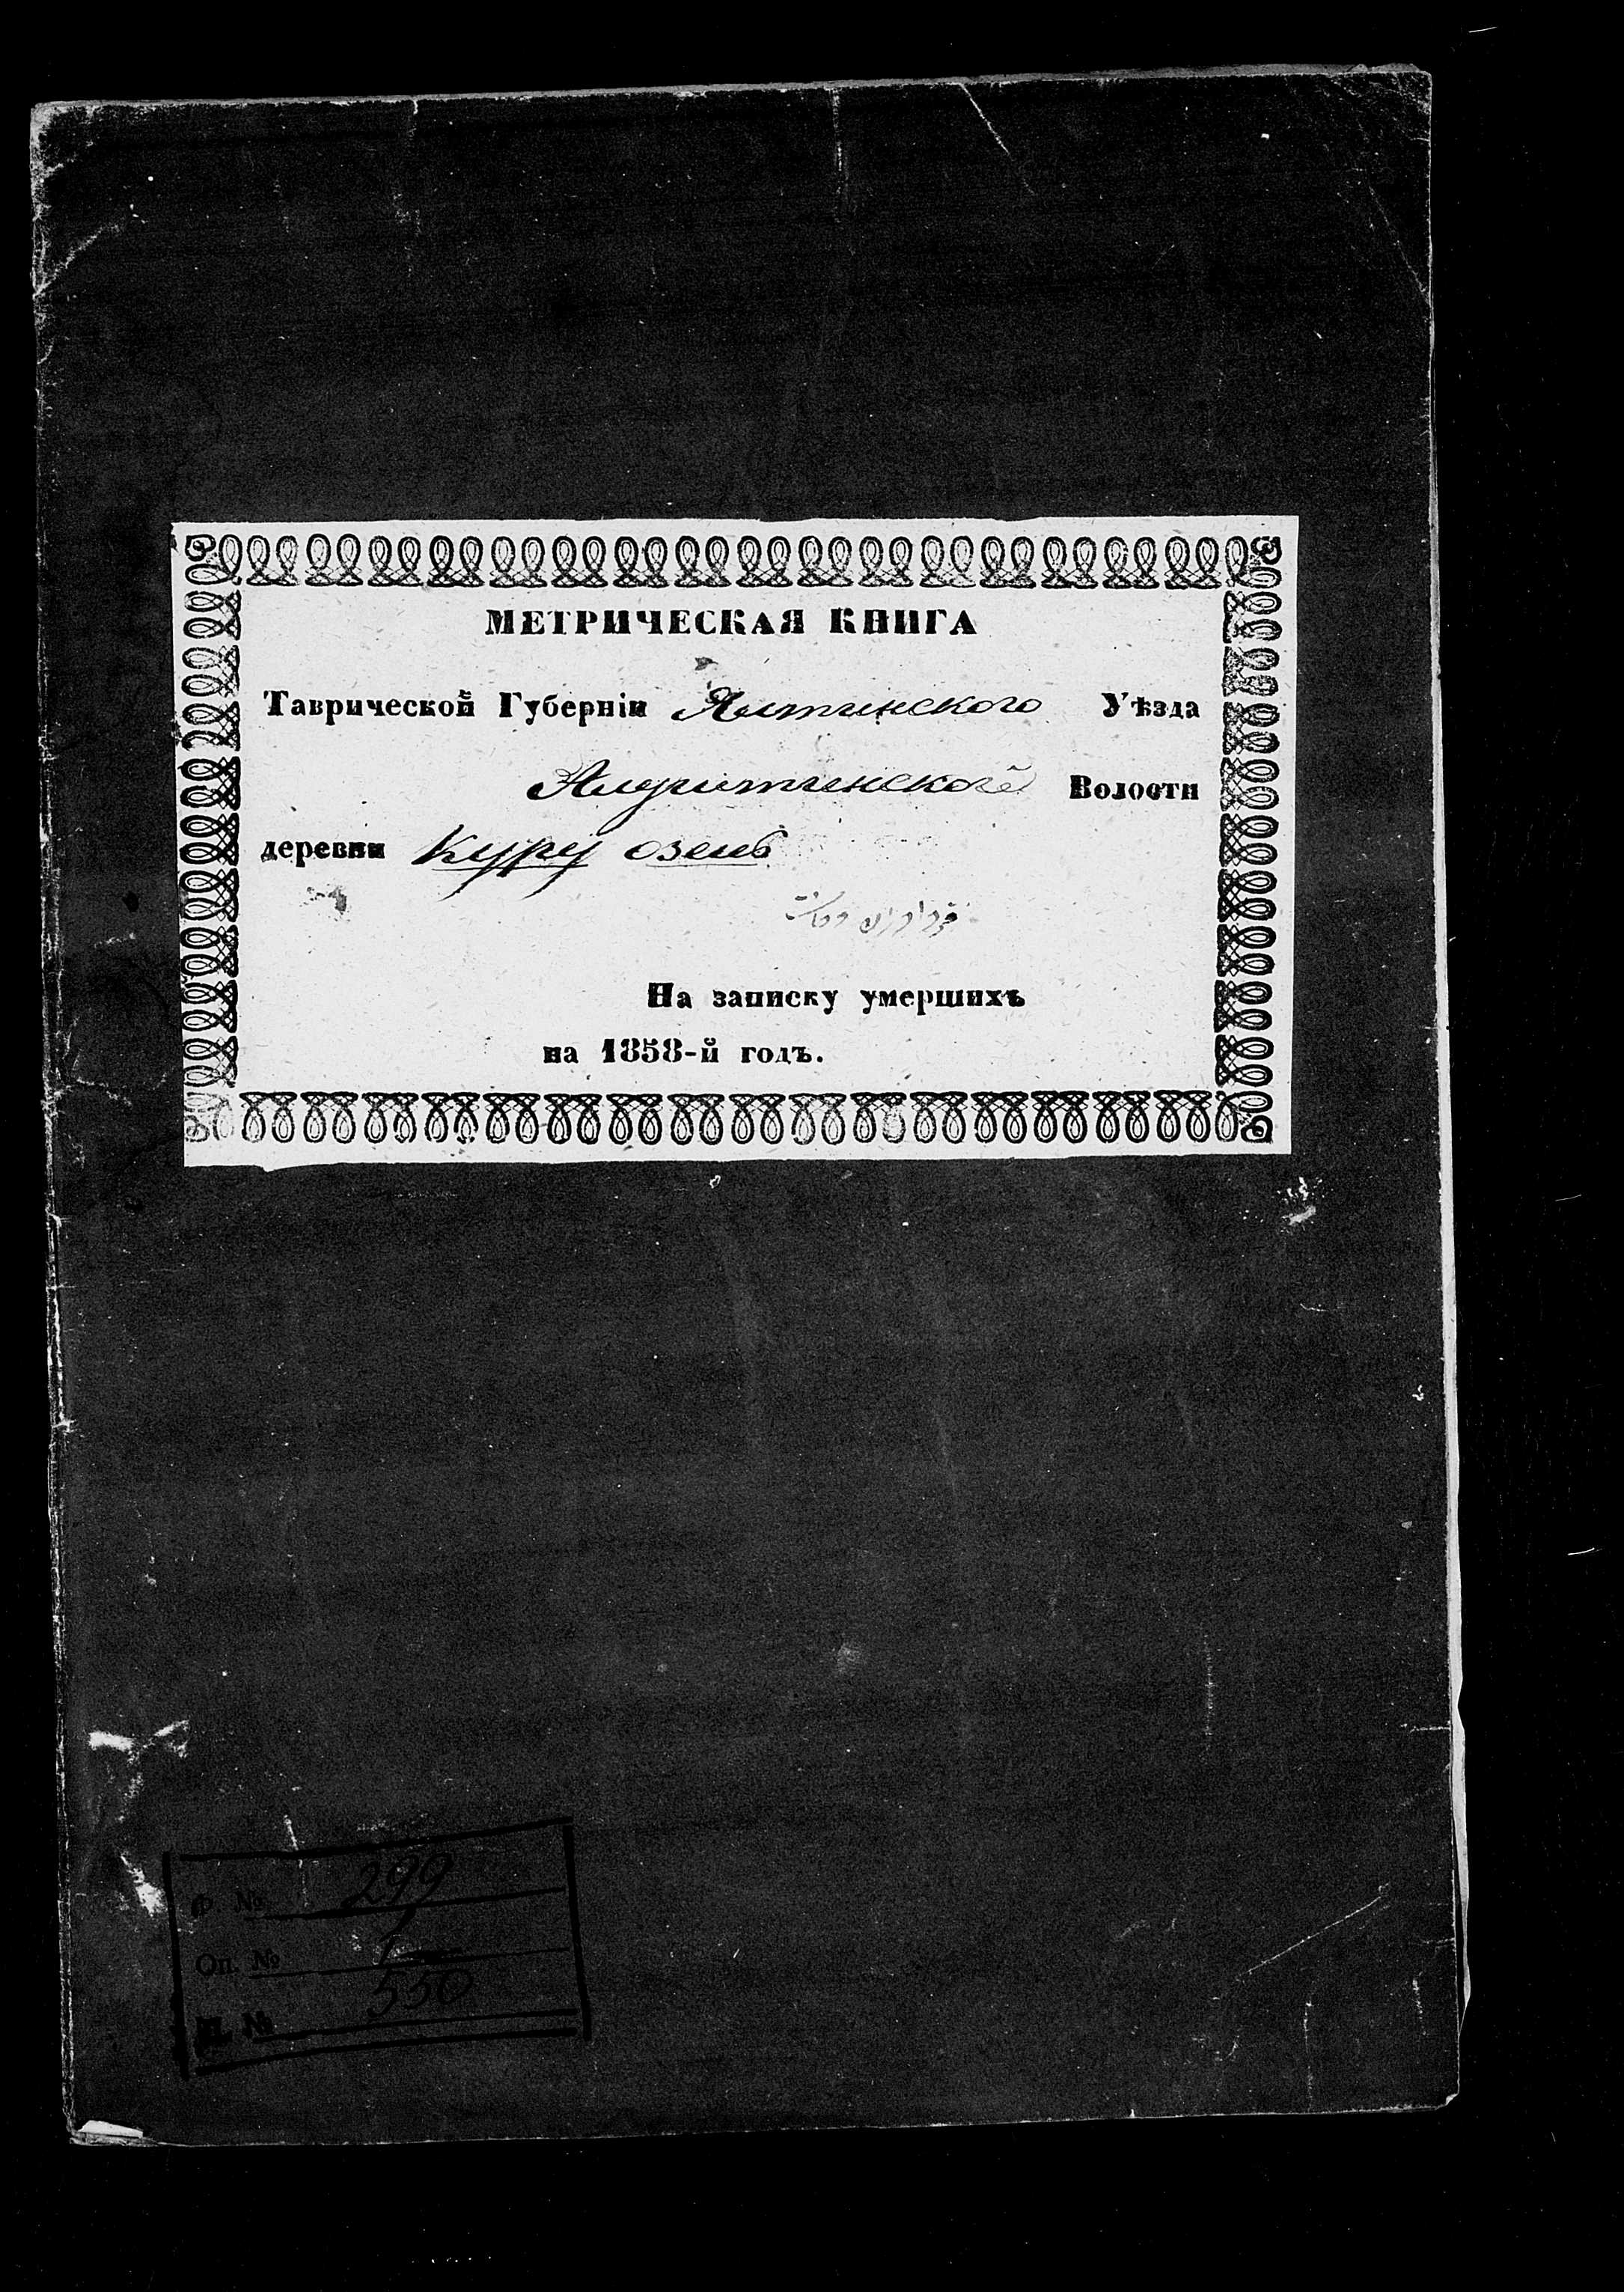 МЕТРИЧЕСКАЯ КНИГА
Таврической Губерніи Ялтинского Уѣзда
Алуштинской Волости
деревни Куру озень
На записку умершихъ
на 1858-й годъ.
Ф. № 299
Оп. № 1
Д. № 550